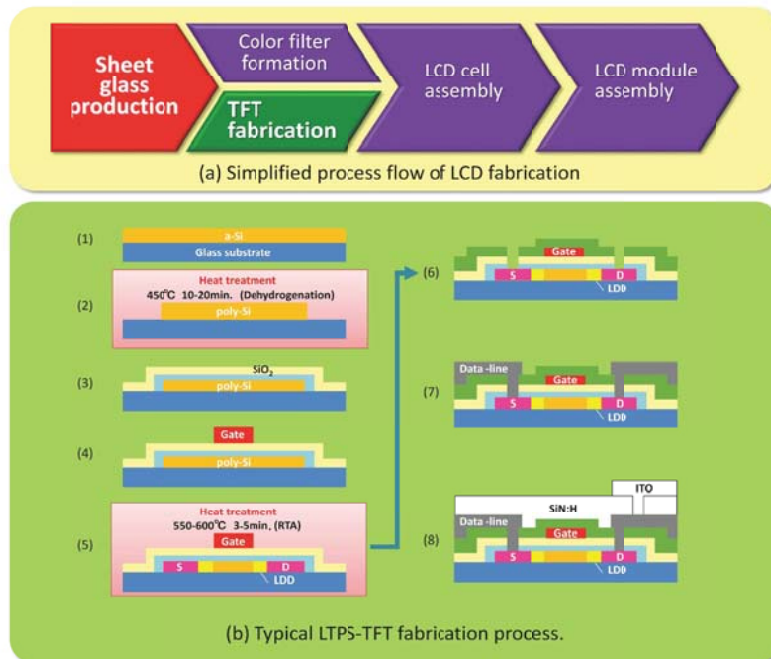 Sheet
glass
production
Color filter
formation
TFT
fabrication
LCD cell
assembly
LCD module
assembly
(a) Simplified process flow of LCD fabrication
(1)
a-Si
Glass substrate
(2)
Heat treatment
450℃ 10-20min. (Dehydrogenation)
poly-Si
(3)
SiO₂
poly-Si
(4)
Gate
poly-Si
(5)
Heat treatment
550-600℃ 3-5min, (RTA)
Gate
S
D
LDD
(6)
Gate
S
D
LDD
(7)
Data -line
Gate
S
D
LDD
(8)
ITO
SiN:H
Data -line
Gate
S
D
LDD
(b) Typical LTPS-TFT fabrication process.